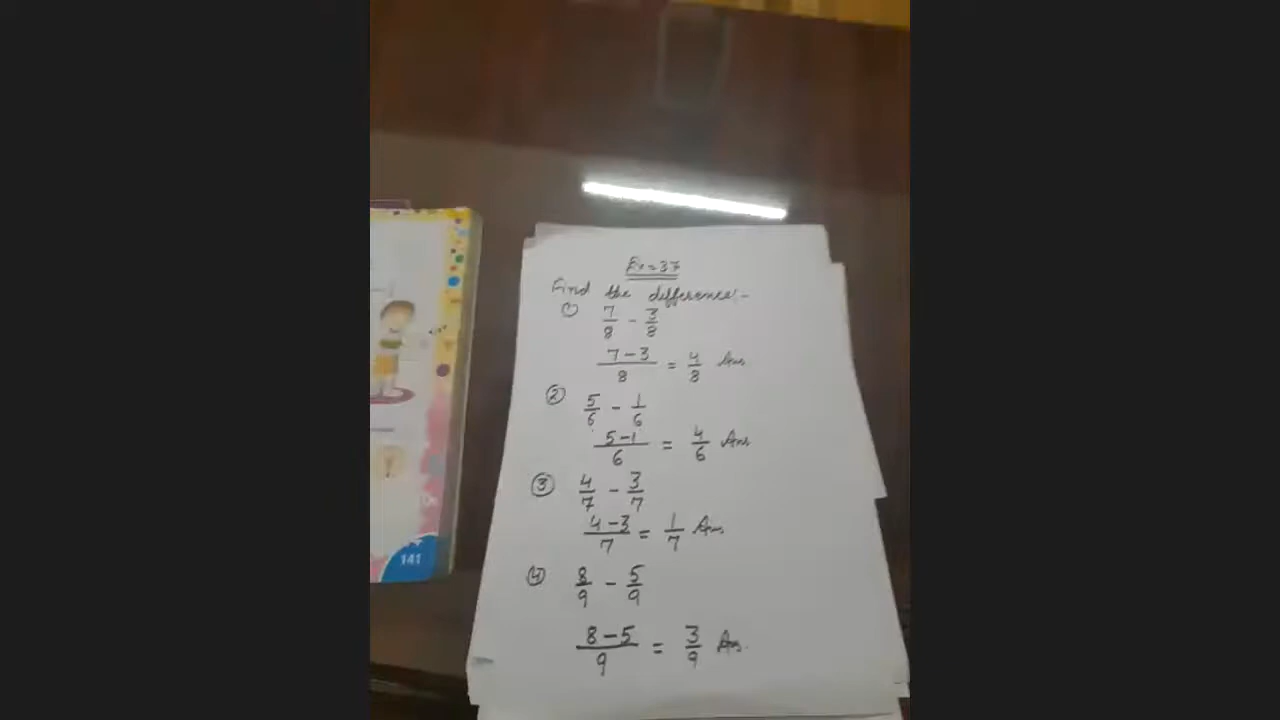 Ex=37
Find the difference:-
① 7/8 - 3/8
7-3/8 = 4/8 Ans
② 5/6 - 1/6
5-1/6 = 4/6 Ans
③ 4/7 - 3/7
4-3/7 = 1/7 Ans
④ 8/9 - 5/9
8-5/9 = 3/9 Ans.
141